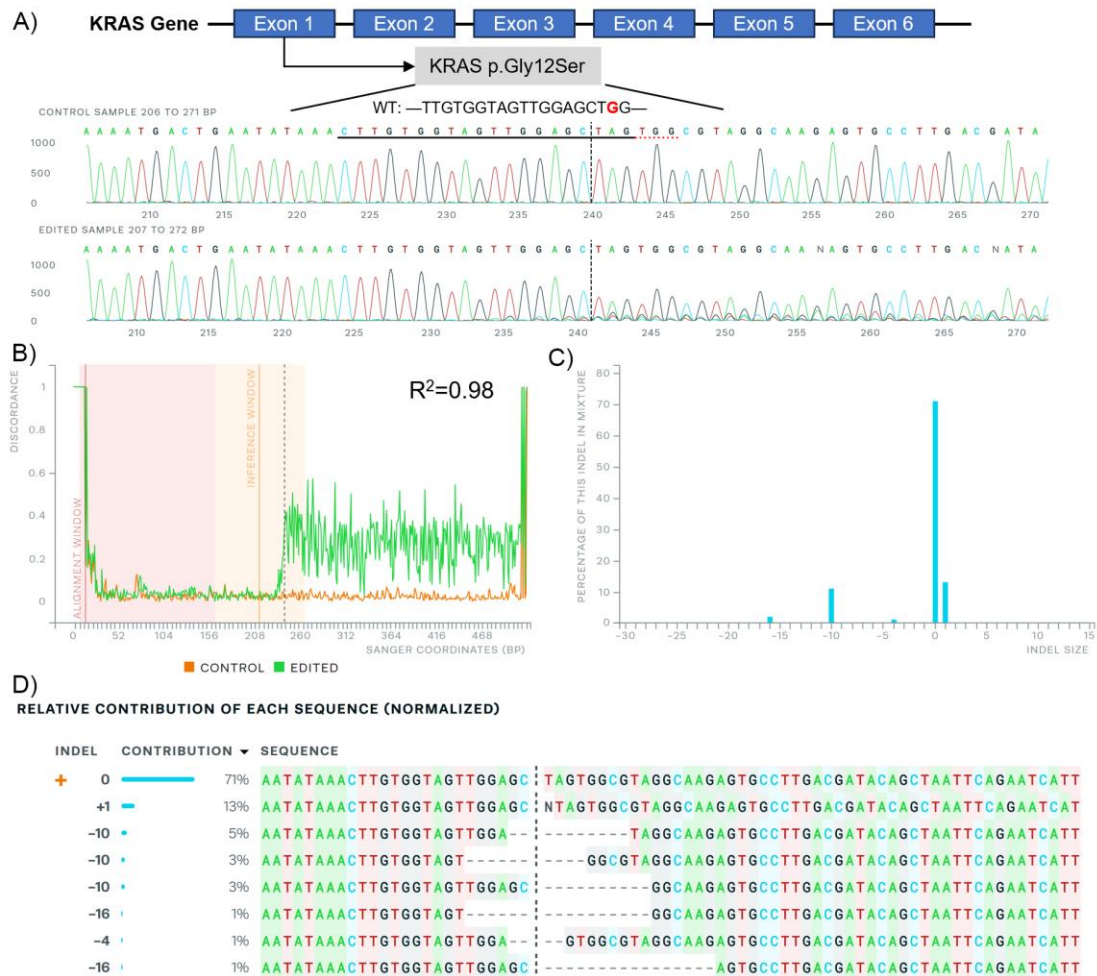 A)
KRAS Gene Exon 1 Exon 2 Exon 3 Exon 4 Exon 5 Exon 6
KRAS p.Gly12Ser
WT: —TTGTGGTAGTTGGAGCTGG—
CONTROL SAMPLE 206 TO 271 BP
A A A A T G A C T G A A T A T A A A C T T G T G G T A G T T G G A G C T A G T G G C G T A G G C A A G A G T G C C T T G A C G A T A
1000
500
0
210 215 220 225 230 235 240 245 250 255 260 265 270
EDITED SAMPLE 207 TO 272 BP
A A A A T G A C T G A A T A T A A A C T T G T G G T A G T T G G A G C T A G T G G C G T A G G C A A N A G T G C C T T G A C N A T A
1000
500
0
210 215 220 225 230 235 240 245 250 255 260 265 270
B)
R²=0.98
DISCORDANCE
1
0.8
0.6
0.4
0.2
0
ALIGNMENT WINDOW
INFERENCE WINDOW
0 52 104 156 208 260 312 364 416 468
SANGER COORDINATES (BP)
CONTROL EDITED
C)
PERCENTAGE OF THIS INDEL IN MIXTURE
80
70
60
50
40
30
20
10
0
-30 -25 -20 -15 -10 -5 0 5 10 15
INDEL SIZE
D)
RELATIVE CONTRIBUTION OF EACH SEQUENCE (NORMALIZED)
INDEL CONTRIBUTION SEQUENCE
+ 0 71% AATATAAACTTGTGGTAGTTGGAGC TAGTGGCGTAGGCAAGAGTGCCTTGACGATACAGCTAATTCAGAATCATT
+1 13% AATATAAACTTGTGGTAGTTGGAGC NTAGTGGCGTAGGCAAGAGTGCCTTGACGATACAGCTAATTCAGAATCAT
-10 5% AATATAAACTTGTGGTAGTTGGA-- --------TAGGCAAGAGTGCCTTGACGATACAGCTAATTCAGAATCATT
-10 3% AATATAAACTTGTGGTAGT------ ----GGCGTAGGCAAGAGTGCCTTGACGATACAGCTAATTCAGAATCATT
-10 3% AATATAAACTTGTGGTAGTTGGAGC ----------GGCAAGAGTGCCTTGACGATACAGCTAATTCAGAATCATT
-16 1% AATATAAACTTGTGGTAGT------ ----------GGCAAGAGTGCCTTGACGATACAGCTAATTCAGAATCATT
-4 1% AATATAAACTTGTGGTAGTTGGA-- --GTGGCGTAGGCAAGAGTGCCTTGACGATACAGCTAATTCAGAATCATT
-16 1% AATATAAACTTGTGGTAGTTGGAGC ----------------AGTGCCTTGACGATACAGCTAATTCAGAATCATT